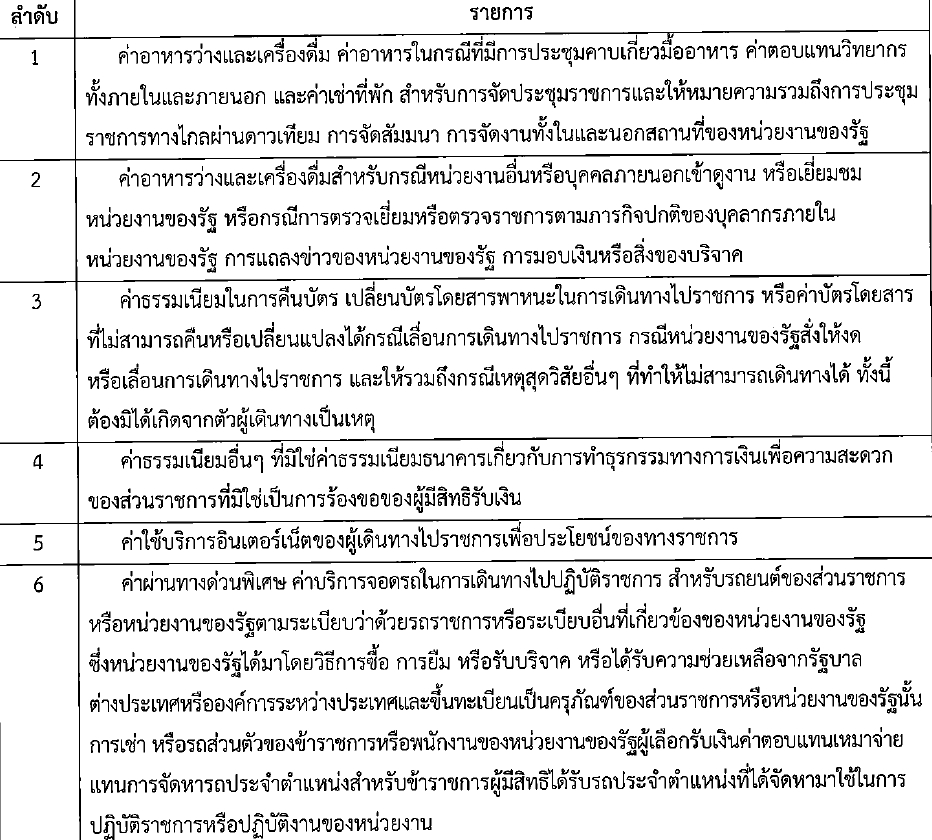 ลำดับ รายการ
1 ค่าอาหารว่างและเครื่องดื่ม ค่าอาหารในกรณีที่มีการประชุมคาบเกี่ยวมื้ออาหาร ค่าตอบแทนวิทยากร
ทั้งภายในและภายนอก และค่าเช่าที่พัก สำหรับการจัดประชุมราชการและให้หมายความรวมถึงการประชุม
ราชการทางไกลผ่านดาวเทียม การจัดสัมมนา การจัดงานทั้งในและนอกสถานที่ของหน่วยงานของรัฐ
2 ค่าอาหารว่างและเครื่องดื่มสำหรับกรณีหน่วยงานอื่นหรือบุคคลภายนอกเข้าดูงาน หรือเยี่ยมชม
หน่วยงานของรัฐ หรือกรณีการตรวจเยี่ยมหรือตรวจราชการตามภารกิจปกติของบุคลากรภายใน
หน่วยงานของรัฐ การแถลงข่าวของหน่วยงานของรัฐ การมอบเงินหรือสิ่งของบริจาค
3 ค่าธรรมเนียมในการคืนบัตร เปลี่ยนบัตรโดยสารพาหนะในการเดินทางไปราชการ หรือค่าบัตรโดยสาร
ที่ไม่สามารถคืนหรือเปลี่ยนแปลงได้กรณีเลื่อนการเดินทางไปราชการ กรณีหน่วยงานของรัฐสั่งให้งด
หรือเลื่อนการเดินทางไปราชการ และให้รวมถึงกรณีเหตุสุดวิสัยอื่นๆ ที่ทำให้ไม่สามารถเดินทางได้ ทั้งนี้
ต้องมิได้เกิดจากตัวผู้เดินทางเป็นเหตุ
4 ค่าธรรมเนียมอื่นๆ ที่มิใช่ค่าธรรมเนียมธนาคารเกี่ยวกับการทำธุรกรรมทางการเงินเพื่อความสะดวก
ของส่วนราชการที่มิใช่เป็นการร้องขอของผู้มีสิทธิรับเงิน
5 ค่าใช้บริการอินเตอร์เน็ตของผู้เดินทางไปราชการเพื่อประโยชน์ของทางราชการ
6 ค่าผ่านทางด่วนพิเศษ ค่าบริการจอดรถในการเดินทางไปปฏิบัติราชการ สำหรับรถยนต์ของส่วนราชการ
หรือหน่วยงานของรัฐตามระเบียบว่าด้วยรถราชการหรือระเบียบอื่นที่เกี่ยวข้องของหน่วยงานของรัฐ
ซึ่งหน่วยงานของรัฐได้มาโดยวิธีการซื้อ การยืม หรือรับบริจาค หรือได้รับความช่วยเหลือจากรัฐบาล
ต่างประเทศหรือองค์การระหว่างประเทศและขึ้นทะเบียนเป็นครุภัณฑ์ของส่วนราชการหรือหน่วยงานของรัฐนั้น
การเช่า หรือรถส่วนตัวของข้าราชการหรือพนักงานของหน่วยงานของรัฐผู้เลือกรับเงินค่าตอบแทนเหมาจ่าย
แทนการจัดหารถประจำตำแหน่งสำหรับข้าราชการผู้มีสิทธิได้รับรถประจำตำแหน่งที่ได้จัดหามาใช้ในการ
ปฏิบัติราชการหรือปฏิบัติงานของหน่วยงาน